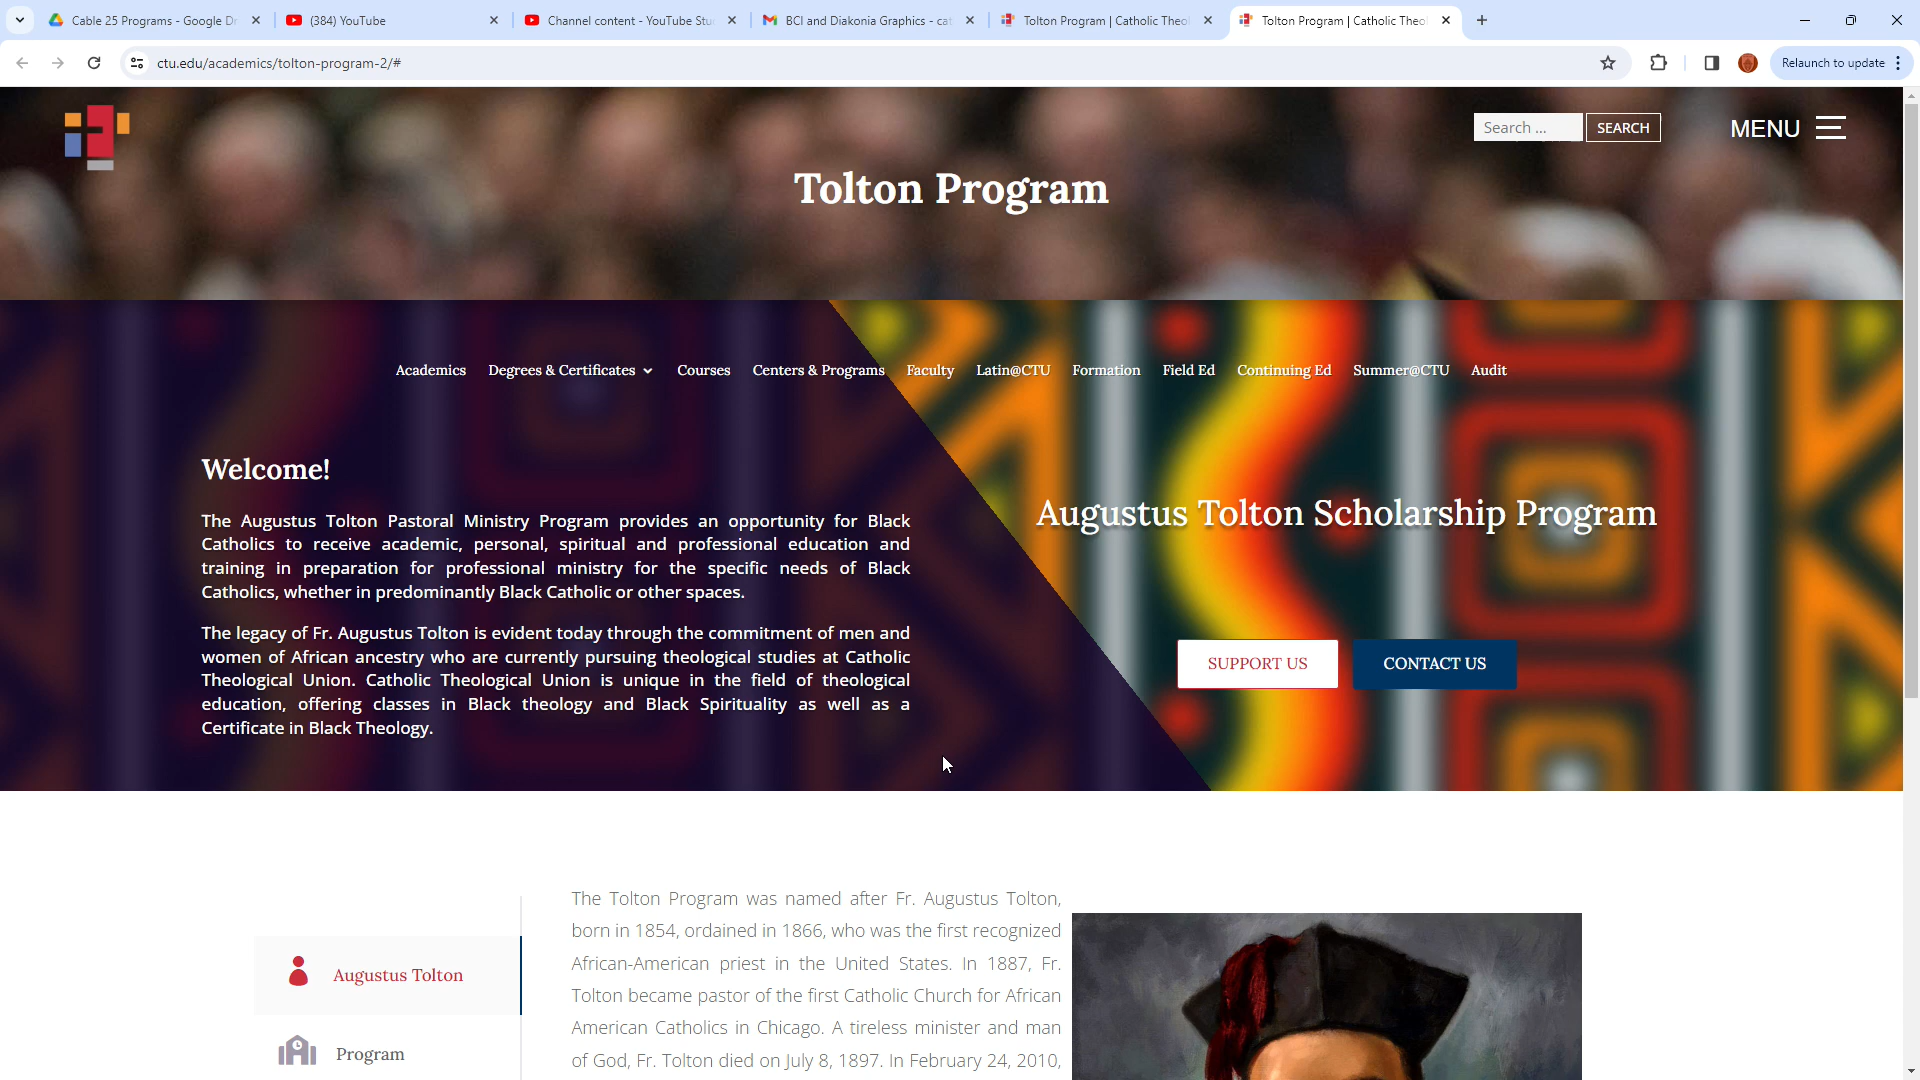 Cable 25 Programs - Google Dr
(384) YouTube
Channel content - YouTube Stu
BCI and Diakonia Graphics - cat
Tolton Program | Catholic Theol
Tolton Program | Catholic Theol
ctu.edu/academics/tolton-program-2/#
Relaunch to update
Search ...
SEARCH
MENU
Tolton Program
Academics
Degrees & Certificates
Courses
Centers & Programs
Faculty
Latin@CTU
Formation
Field Ed
Continuing Ed
Summer@CTU
Audit
Welcome!
The Augustus Tolton Pastoral Ministry Program provides an opportunity for Black
Catholics to receive academic, personal, spiritual and professional education and
training in preparation for professional ministry for the specific needs of Black
Catholics, whether in predominantly Black Catholic or other spaces.
The legacy of Fr. Augustus Tolton is evident today through the commitment of men and
women of African ancestry who are currently pursuing theological studies at Catholic
Theological Union. Catholic Theological Union is unique in the field of theological
education, offering classes in Black theology and Black Spirituality as well as a
Certificate in Black Theology.
Augustus Tolton Scholarship Program
SUPPORT US
CONTACT US
Augustus Tolton
Program
The Tolton Program was named after Fr. Augustus Tolton,
born in 1854, ordained in 1866, who was the first recognized
African-American priest in the United States. In 1887, Fr.
Tolton became pastor of the first Catholic Church for African
American Catholics in Chicago. A tireless minister and man
of God, Fr. Tolton died on July 8, 1897. In February 24, 2010,